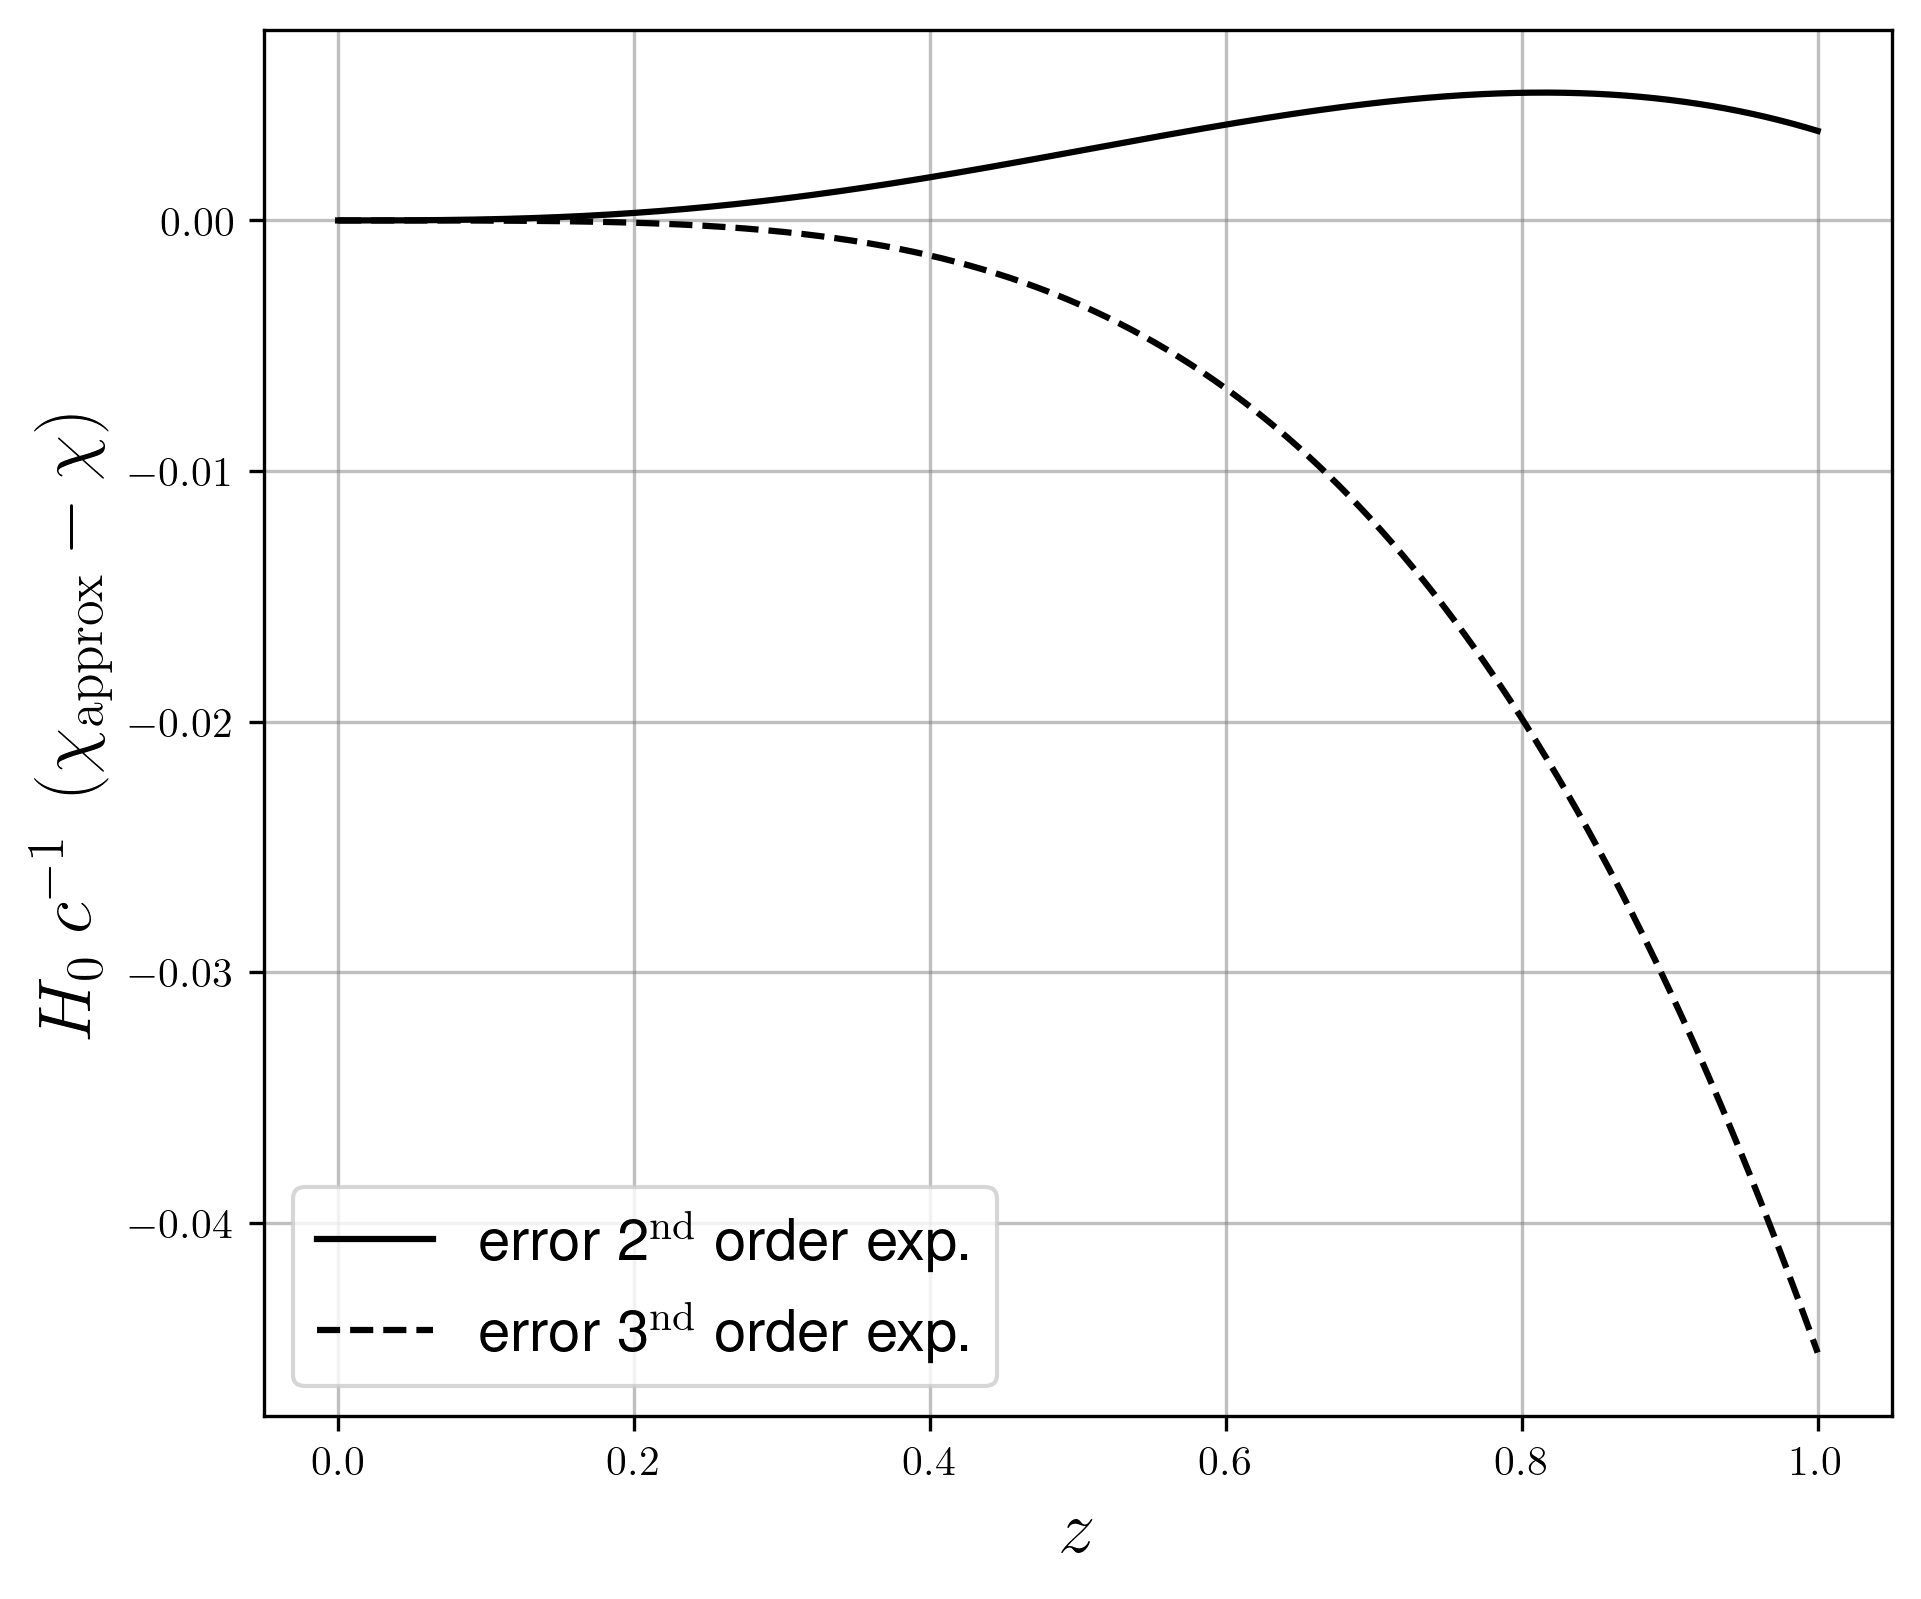 H₀ c⁻¹ (χapprox − χ)
0.00
−0.01
−0.02
−0.03
−0.04
error 2ⁿᵈ order exp.
error 3ⁿᵈ order exp.
0.0 0.2 0.4 0.6 0.8 1.0
z